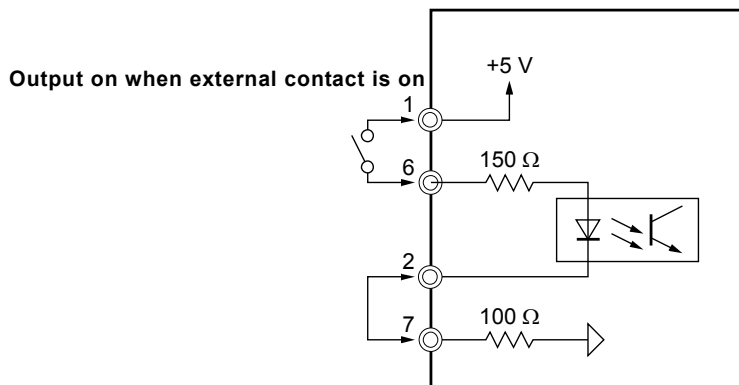 +5 V
Output on when external contact is on
1
150 Ω
6
2
100 Ω
7